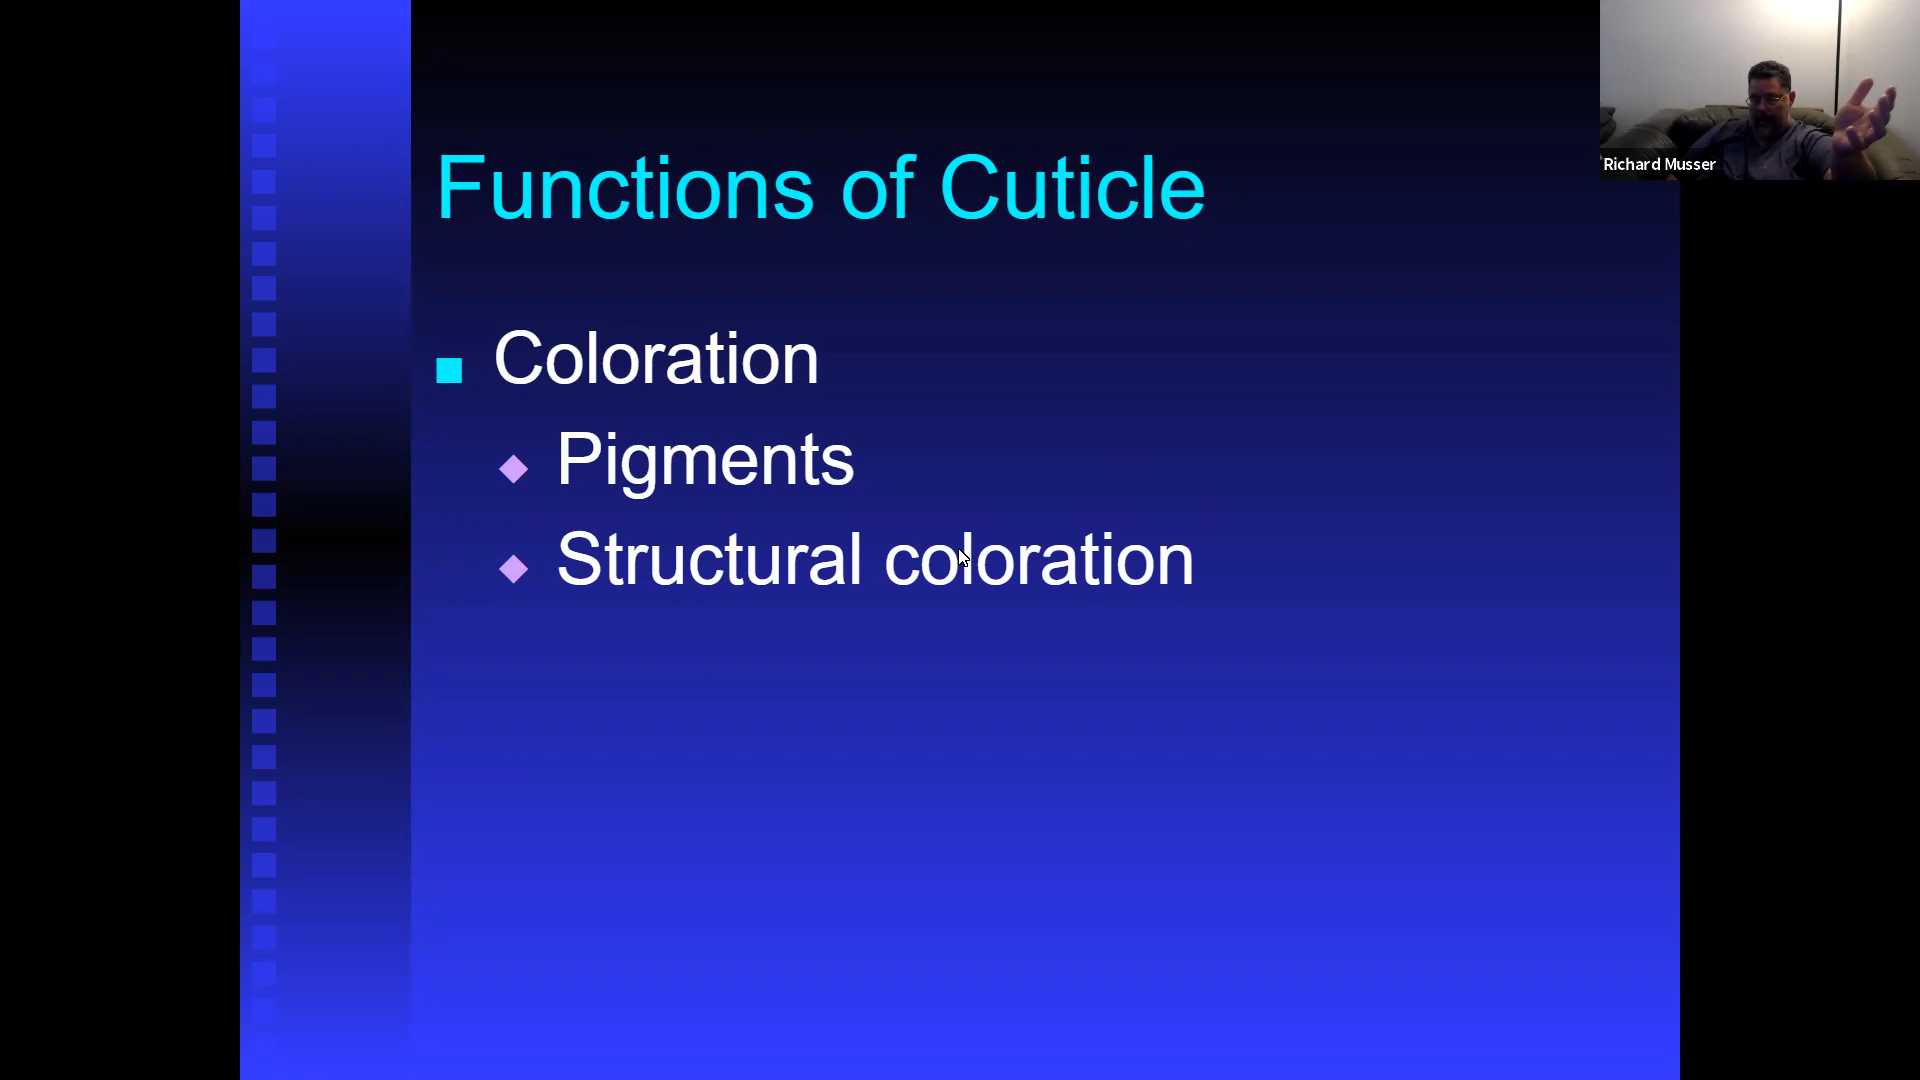 Functions of Cuticle
Coloration
Pigments
Structural coloration
Richard Musser